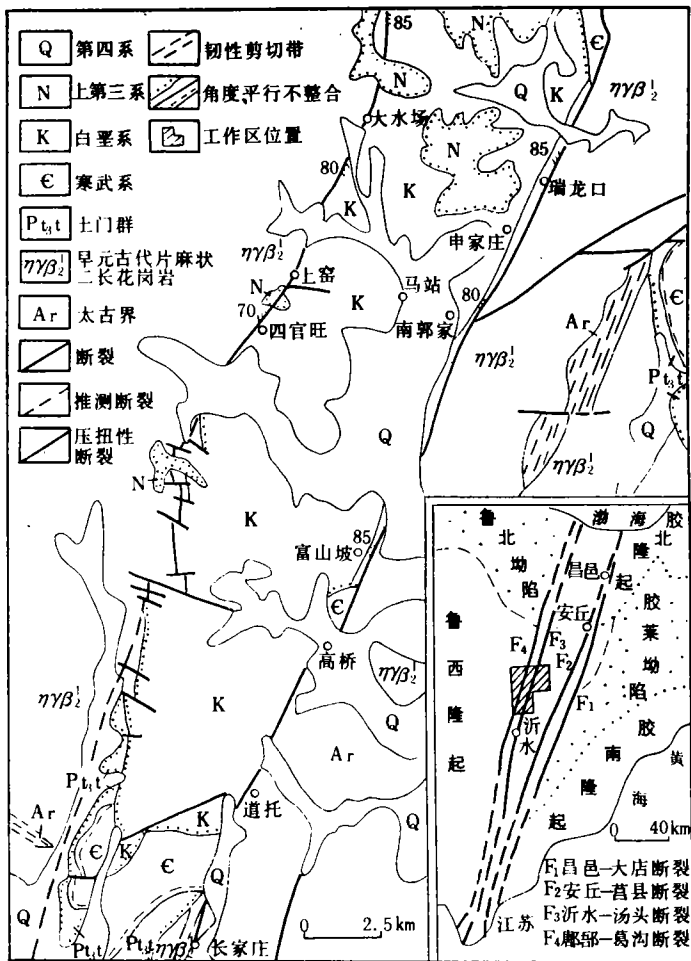 Q 第四系
N 上第三系
K 白垩系
Є 寒武系
Pt₃t 土门群
ηγβ₂¹ 早元古代片麻状
二长花岗岩
Ar 太古界
断裂
推测断裂
压扭性
断裂
韧性剪切带
角度,平行不整合
工作区位置
85
Є
N
N
Q
K
ηγβ₂¹
大水场
N
85
80
K
K
瑞龙口
申家庄
ηγβ₂¹
上窑
马站
N
K
80
Є
70
四官旺
南郭家
Ar
ηγβ₂¹
Pt₃t
Q
Q
ηγβ₂¹
N
K
85
富山坡
Є
高桥
ηγβ₂¹
ηγβ₂¹
K
Q
Ar
Pt₃t
道托
Ar
K
Q
Є
K
Є
Q
Q
Pt₃t
Pt₃t
ηγβ₂¹
长家庄
0 2.5km
鲁北坳陷
渤海
胶北隆起
昌邑
安丘
胶莱坳陷
鲁西隆起
F₄
F₃
F₂
F₁
沂水
胶南隆起
黄海
0 40km
江苏
F₁昌邑—大店断裂
F₂安丘—莒县断裂
F₃沂水—汤头断裂
F₄鄌郚—葛沟断裂